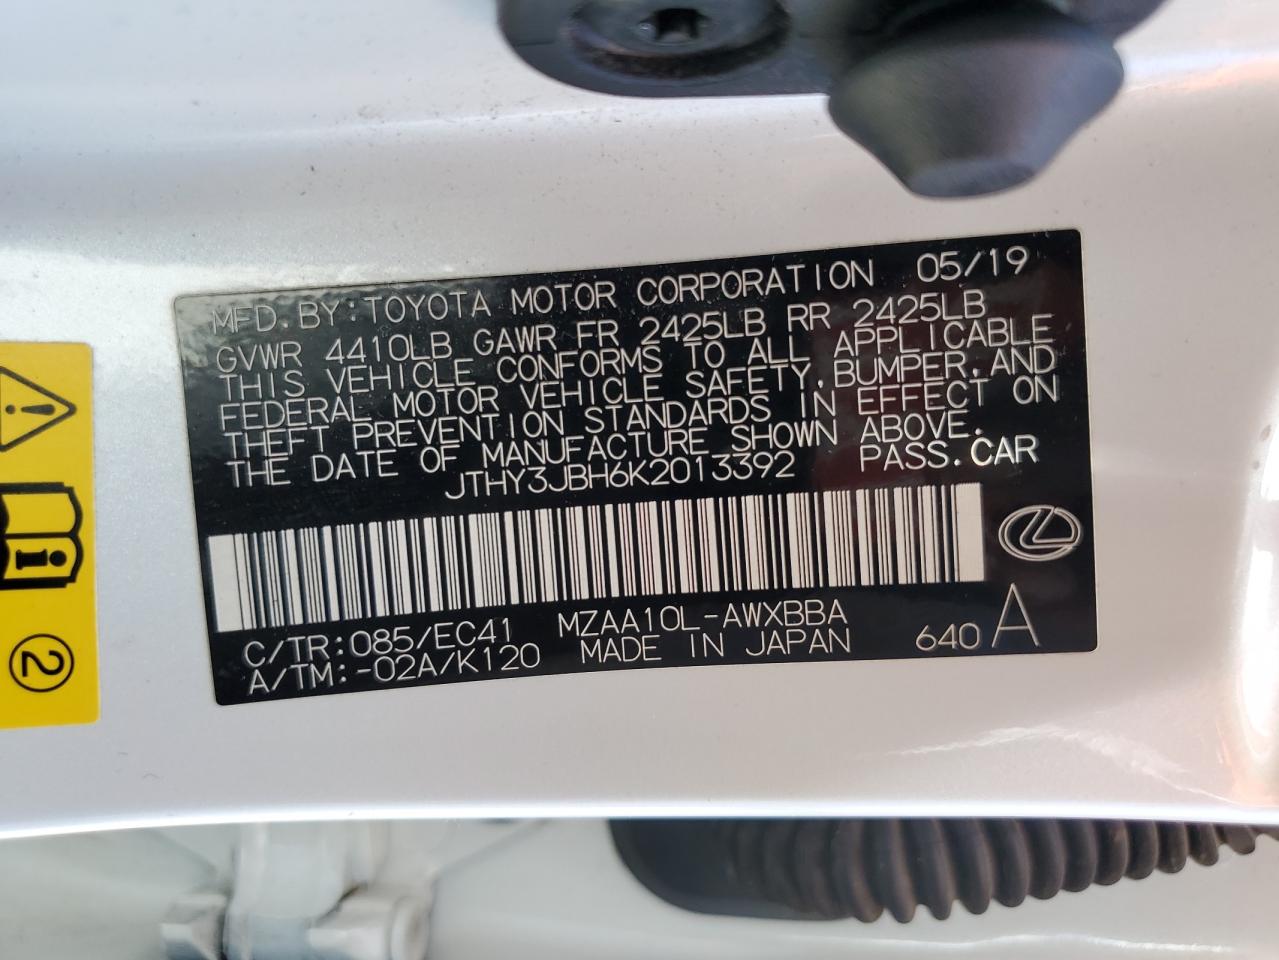 MFD.BY:TOYOTA MOTOR CORPORATION 05/19
GVWR 4410LB GAWR FR 2425LB RR 2425LB
THIS VEHICLE CONFORMS TO ALL APPLICABLE
FEDERAL MOTOR VEHICLE SAFETY,BUMPER,AND
THEFT PREVENTION STANDARDS IN EFFECT ON
THE DATE OF MANUFACTURE SHOWN ABOVE.
JTHY3JBH6K2013392 PASS.CAR
C/TR:085/EC41 MZAA10L-AWXBBA
A/TM:-02A/K120 MADE IN JAPAN 640 A
2